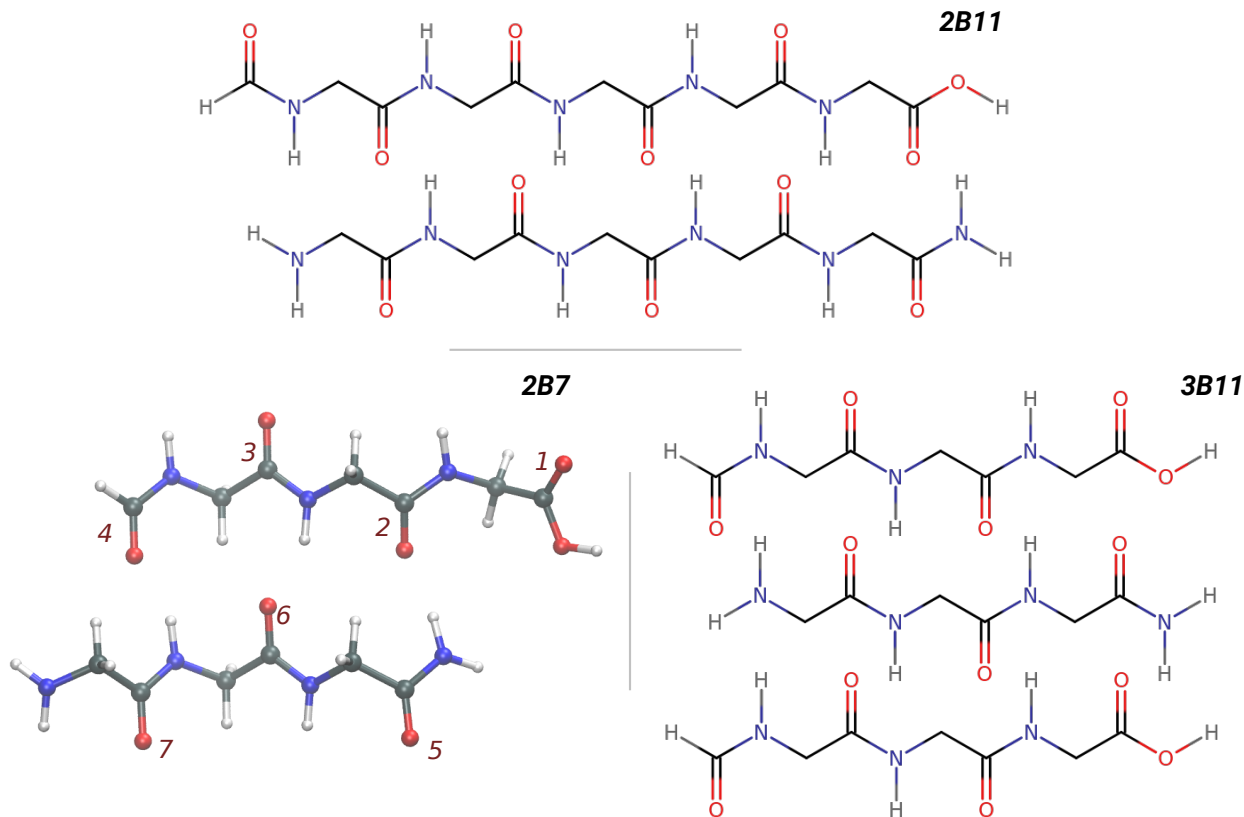 2B11
O H O H O
N N O
H N N N H
H O H O H O
H O H O H
H N N N
N N N H
H O H O H O
2B7
3
1
2
4
6
7
5
3B11
H O H O
H N N H
N O
O H O
H O H O
N N H
H N N
H O H
H O H O
H N N H
N O
O H O